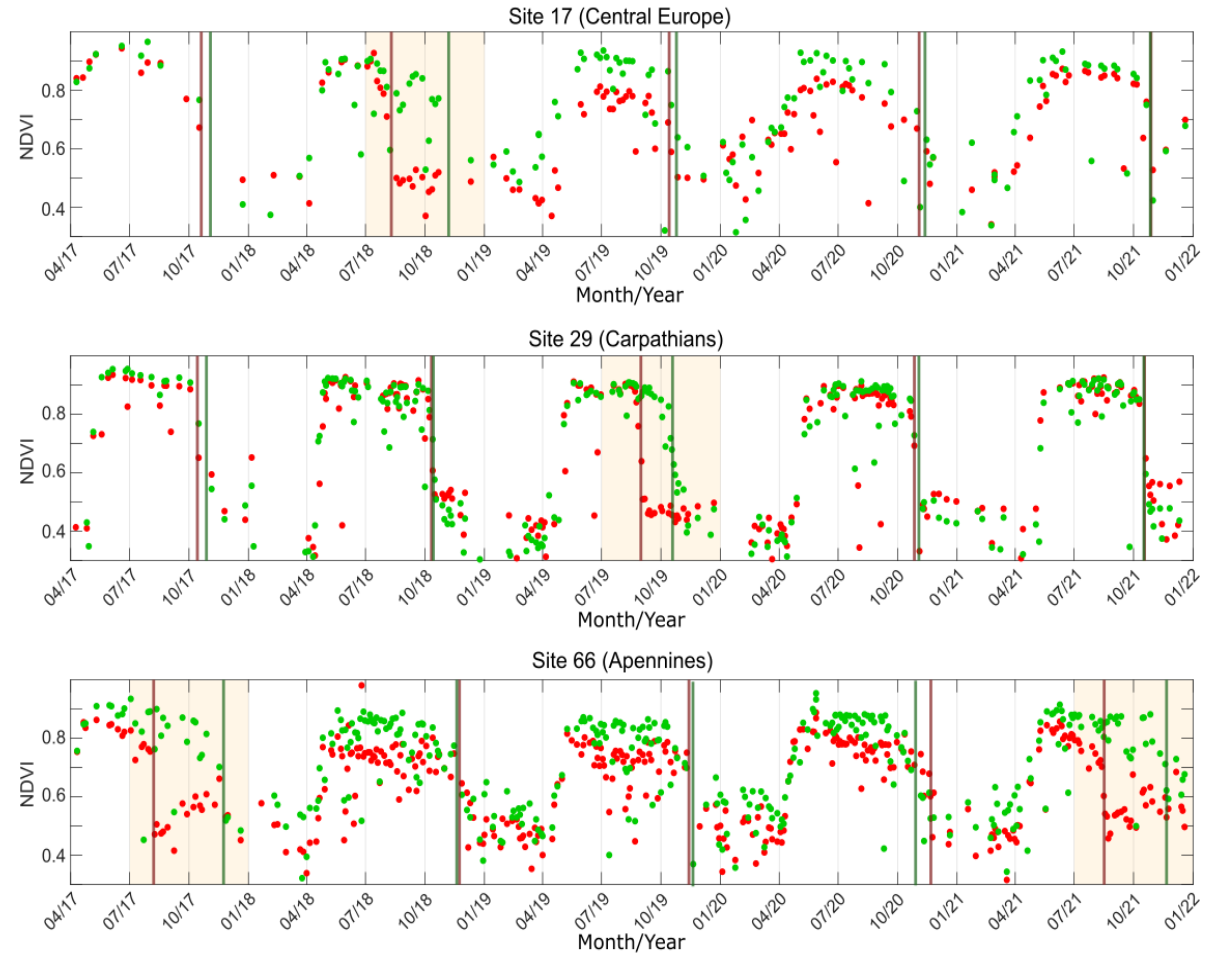 Site 17 (Central Europe)
NDVI
0.8
0.6
0.4
04/17 07/17 10/17 01/18 04/18 07/18 10/18 01/19 04/19 07/19 10/19 01/20 04/20 07/20 10/20 01/21 04/21 07/21 10/21 01/22
Month/Year
Site 29 (Carpathians)
NDVI
0.8
0.6
0.4
04/17 07/17 10/17 01/18 04/18 07/18 10/18 01/19 04/19 07/19 10/19 01/20 04/20 07/20 10/20 01/21 04/21 07/21 10/21 01/22
Month/Year
Site 66 (Apennines)
NDVI
0.8
0.6
0.4
04/17 07/17 10/17 01/18 04/18 07/18 10/18 01/19 04/19 07/19 10/19 01/20 04/20 07/20 10/20 01/21 04/21 07/21 10/21 01/22
Month/Year